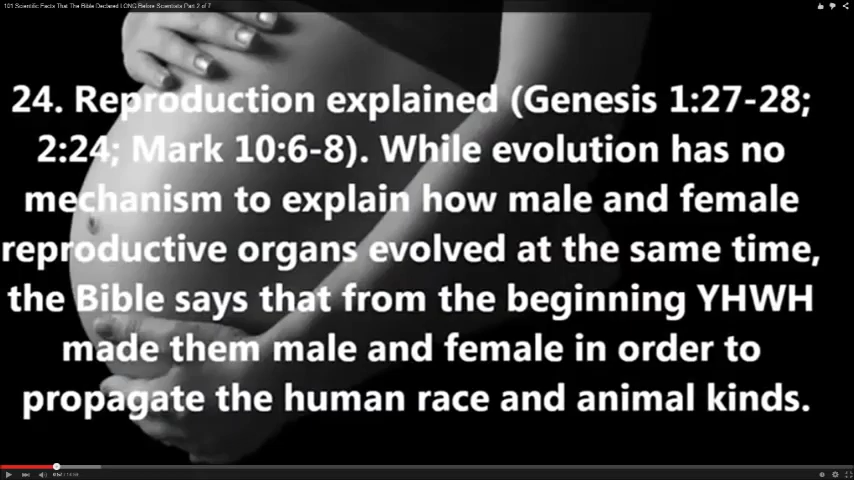 101 Scientific Facts That The Bible Declared LONG Before Scientists Part 2 of 7
24. Reproduction explained (Genesis 1:27-28;
2:24; Mark 10:6-8). While evolution has no
mechanism to explain how male and female
reproductive organs evolved at the same time,
the Bible says that from the beginning YHWH
made them male and female in order to
propagate the human race and animal kinds.